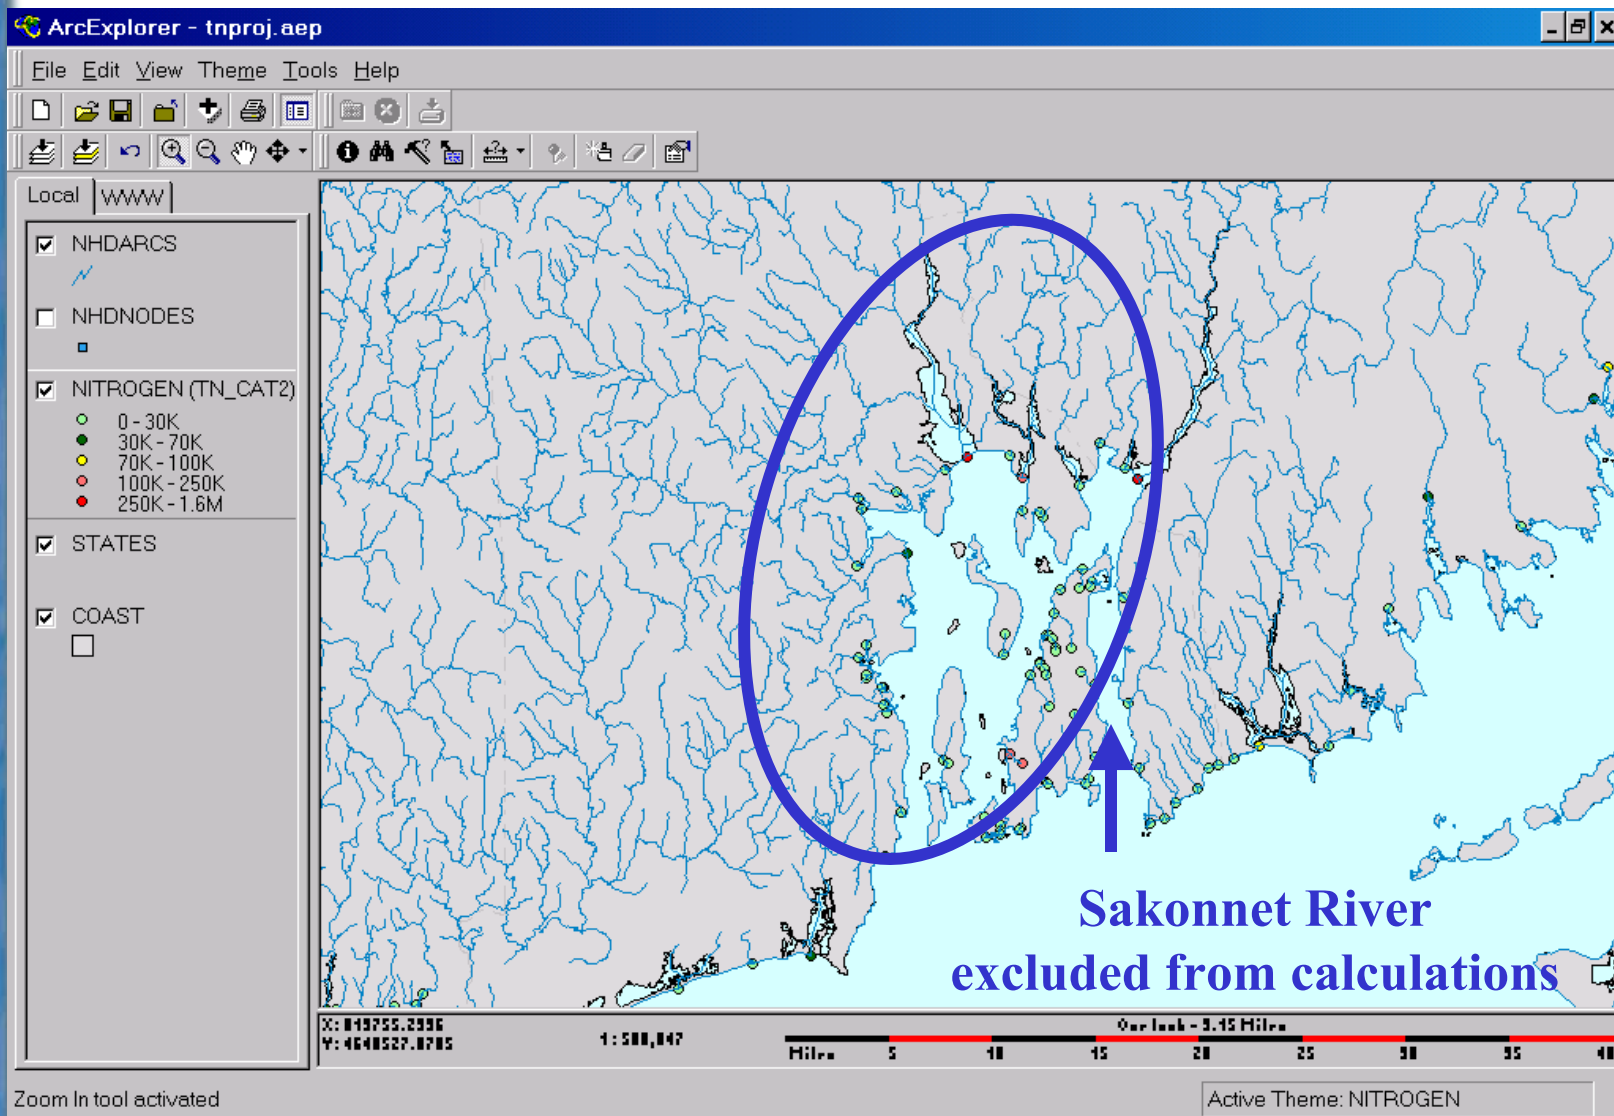 ArcExplorer - tnproj.aep
File Edit View Theme Tools Help
Local WWW
NHDARCS
NHDNODES
NITROGEN (TN_CAT2)
0 - 30K
30K - 70K
70K - 100K
100K - 250K
250K - 1.6M
STATES
COAST
Sakonnet River
excluded from calculations
Miles 5 10 15 20 25 30 35 40
Zoom In tool activated
Active Theme: NITROGEN